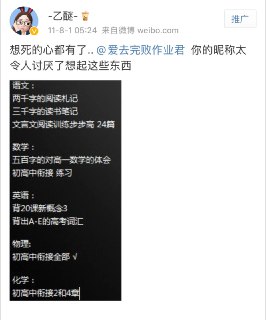 -乙醚-
推广
11-8-1 05:24 来自微博 weibo.com
想死的心都有了.. @爱去完败作业君 你的昵称太
令人讨厌了想起这些东西
语文：
两千字的阅读札记
三千字的读书笔记
文言文阅读训练步步高 24篇
数学：
五百字的对高一数学的体会
初高中衔接 练习
英语：
背20课新概念3
背出A-E的高考词汇
物理:
初高中衔接全部 √
化学：
初高中衔接2和4章